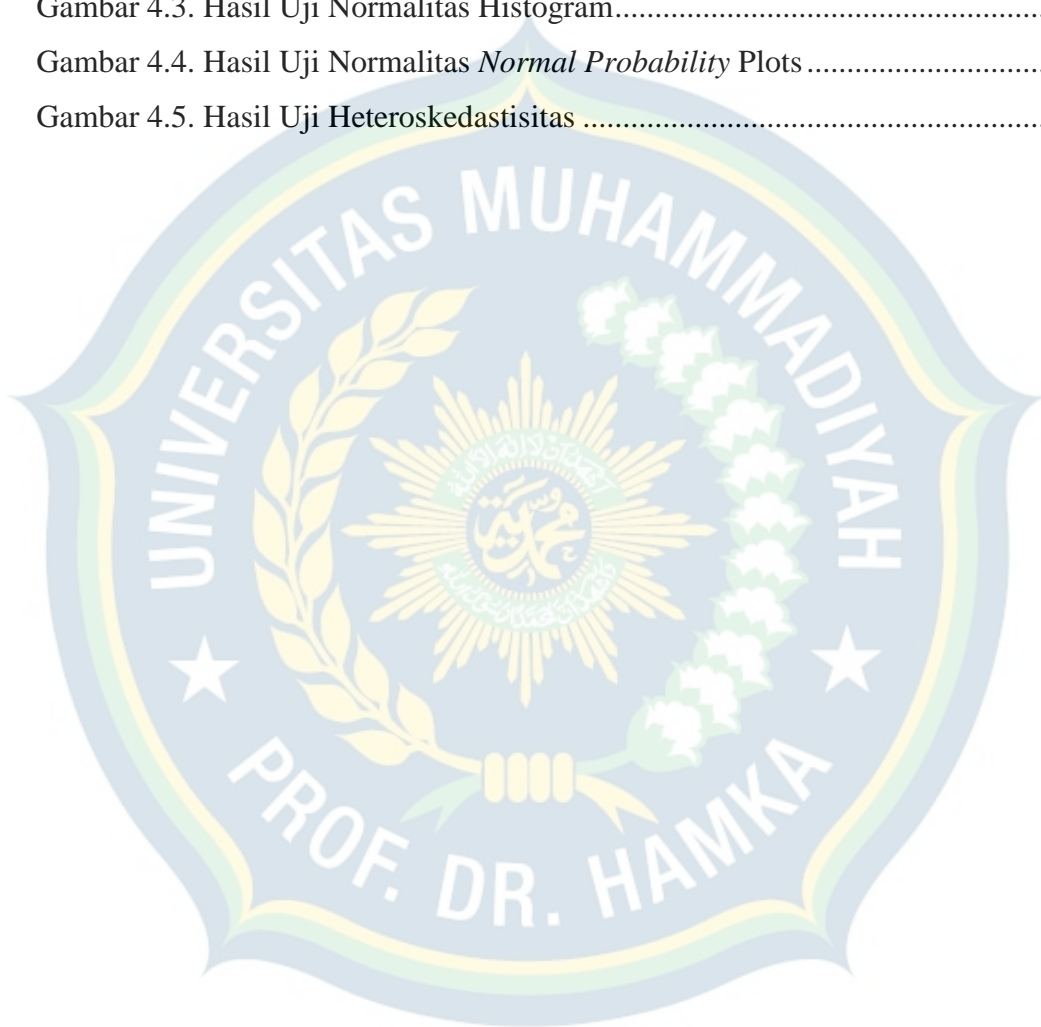 Gambar 4.3. Hasil Uji Normalitas Histogram....................................................
Gambar 4.4. Hasil Uji Normalitas Normal Probability Plots..............................
Gambar 4.5. Hasil Uji Heteroskedastisitas .........................................................
UNIVERSITAS MUHAMMADIYAH
PROF. DR. HAMKA
محمدية